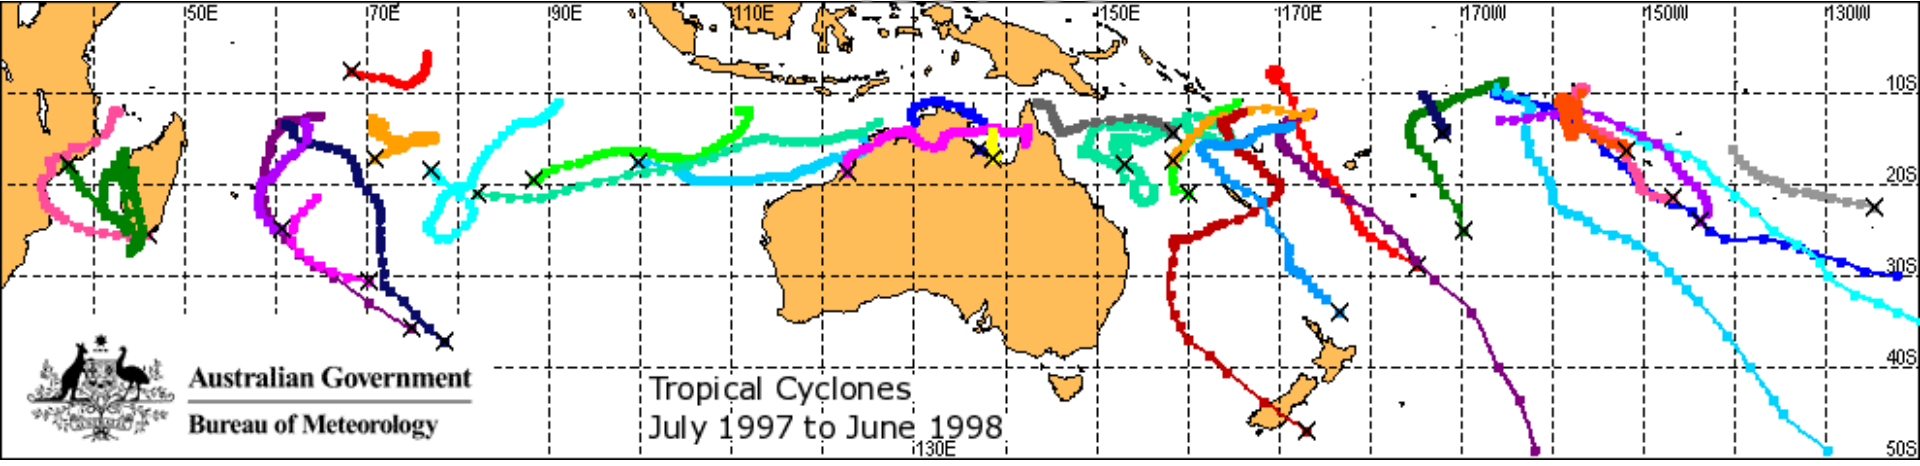 50E 70E 90E 110E 150E 170E 170W 150W 130W
10S
20S
30S
40S
50S
Australian Government
Bureau of Meteorology
Tropical Cyclones
July 1997 to June 1998
130E